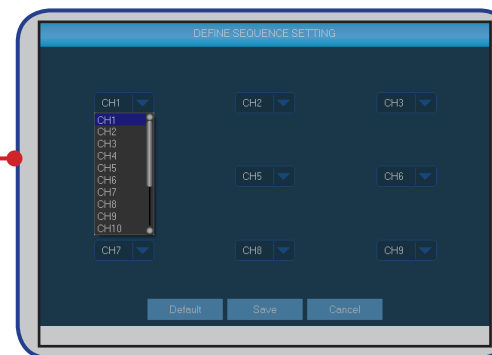 DEFINE SEQUENCE SETTING
CH1 CH2 CH3
CH1
CH2
CH3
CH4
CH5
CH6
CH7
CH8
CH9
CH10
CH5 CH6
CH7 CH8 CH9
Default Save Cancel